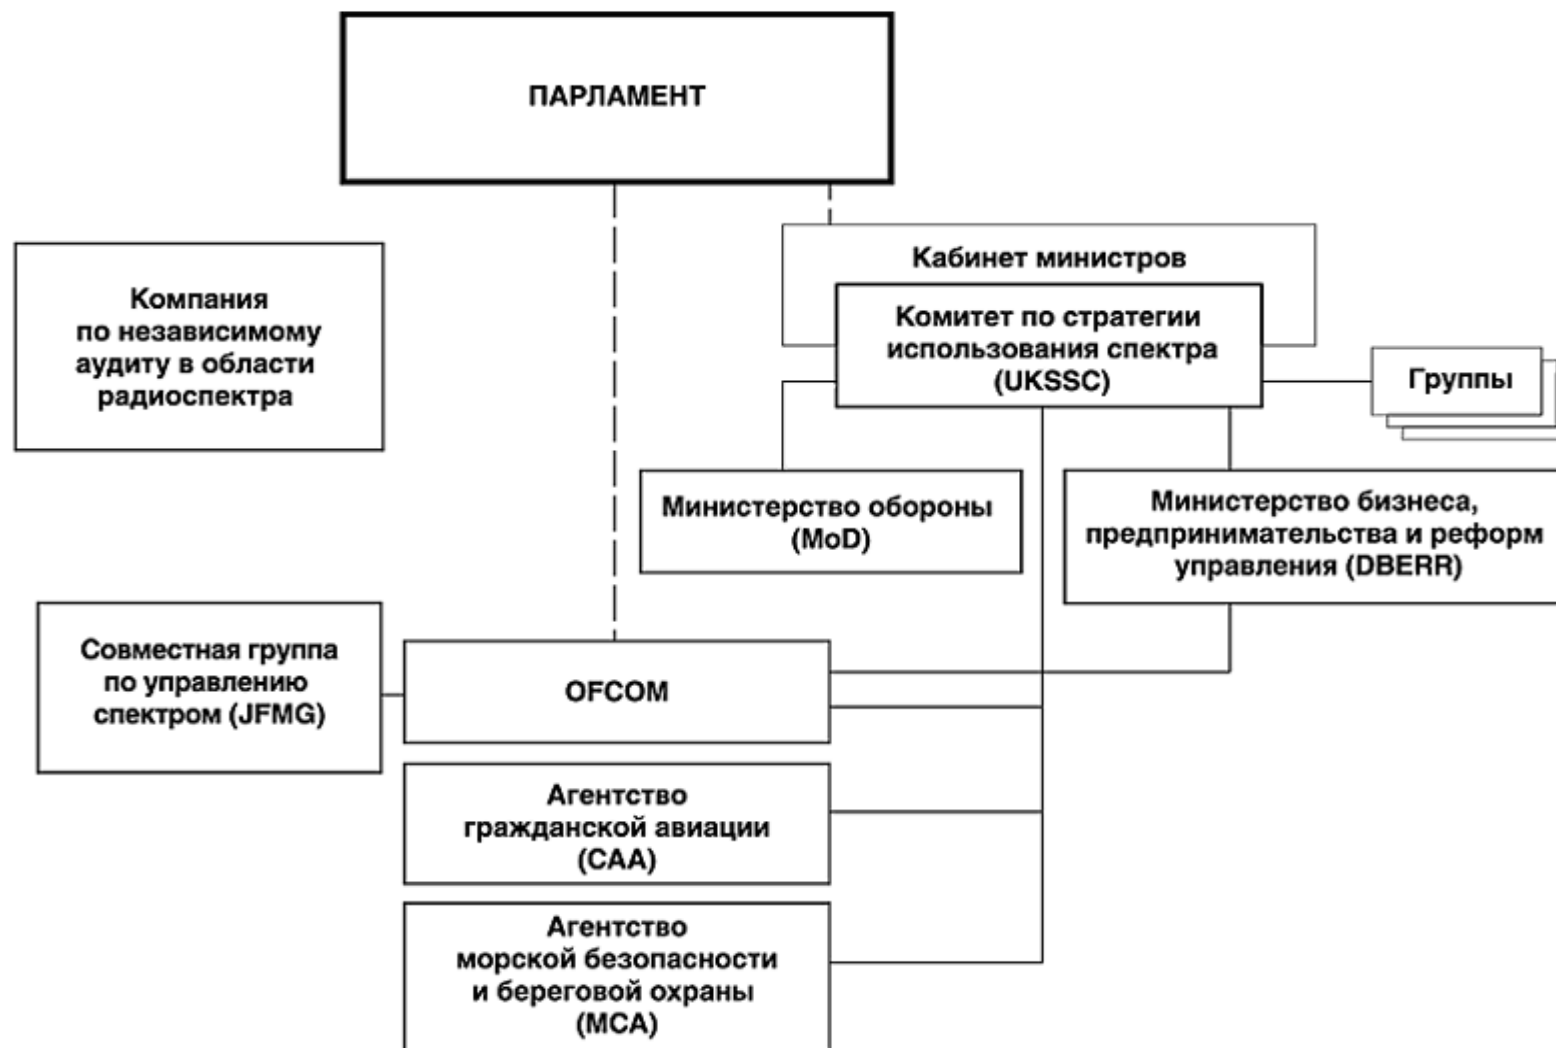 ПАРЛАМЕНТ
Кабинет министров
Компания
по независимому
аудиту в области
радиоспектра
Комитет по стратегии
использования спектра
(UKSSC)
Группы
Министерство обороны
(MoD)
Министерство бизнеса,
предпринимательства и реформ
управления (DBERR)
Совместная группа
по управлению
спектром (JFMG)
OFCOM
Агентство
гражданской авиации
(CAA)
Агентство
морской безопасности
и береговой охраны
(MCA)